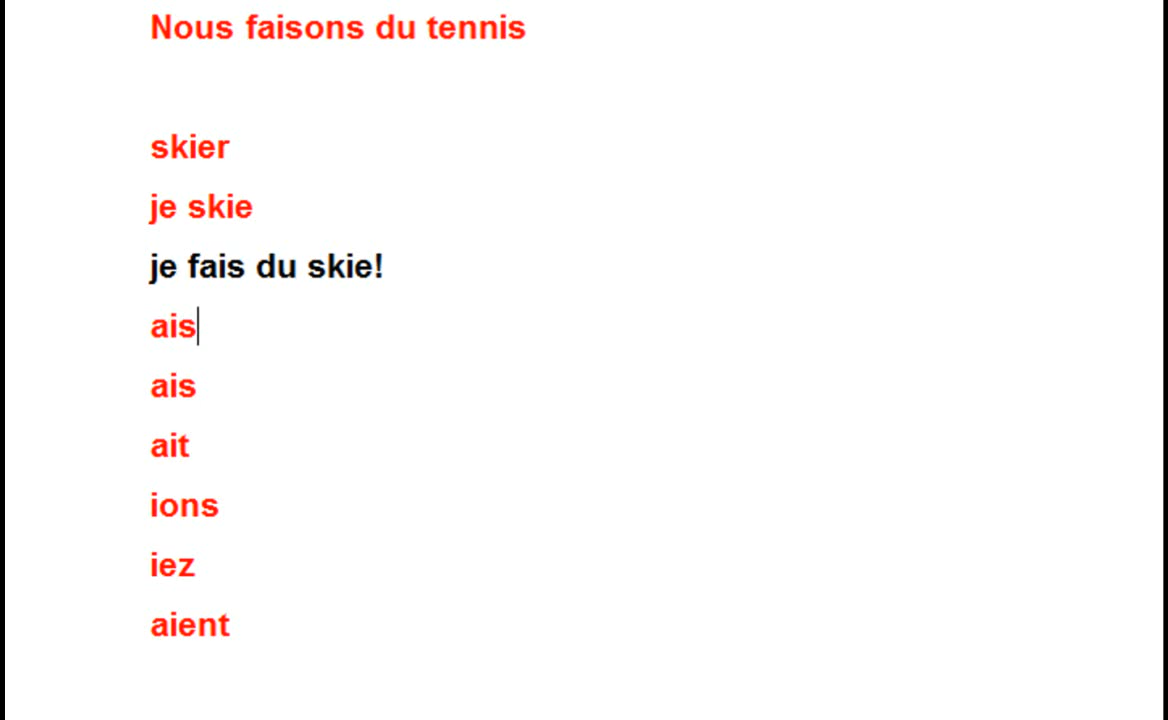 Nous faisons du tennis
skier
je skie
je fais du skie!
ais
ais
ait
ions
iez
aient